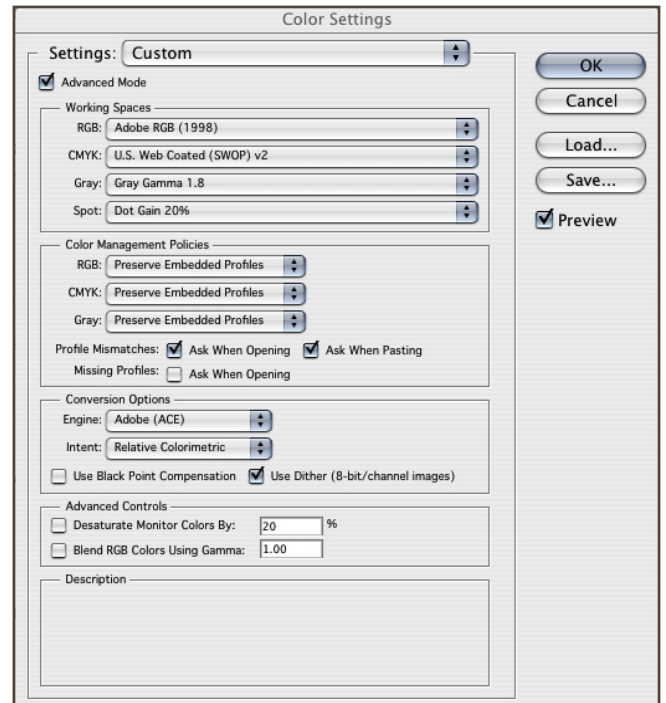 Color Settings
Settings: Custom
OK
Advanced Mode
Cancel
Working Spaces
RGB: Adobe RGB (1998)
CMYK: U.S. Web Coated (SWOP) v2
Load...
Gray: Gray Gamma 1.8
Save...
Spot: Dot Gain 20%
Preview
Color Management Policies
RGB: Preserve Embedded Profiles
CMYK: Preserve Embedded Profiles
Gray: Preserve Embedded Profiles
Profile Mismatches: Ask When Opening Ask When Pasting
Missing Profiles: Ask When Opening
Conversion Options
Engine: Adobe (ACE)
Intent: Relative Colorimetric
Use Black Point Compensation Use Dither (8-bit/channel images)
Advanced Controls
Desaturate Monitor Colors By: 20 %
Blend RGB Colors Using Gamma: 1.00
Description